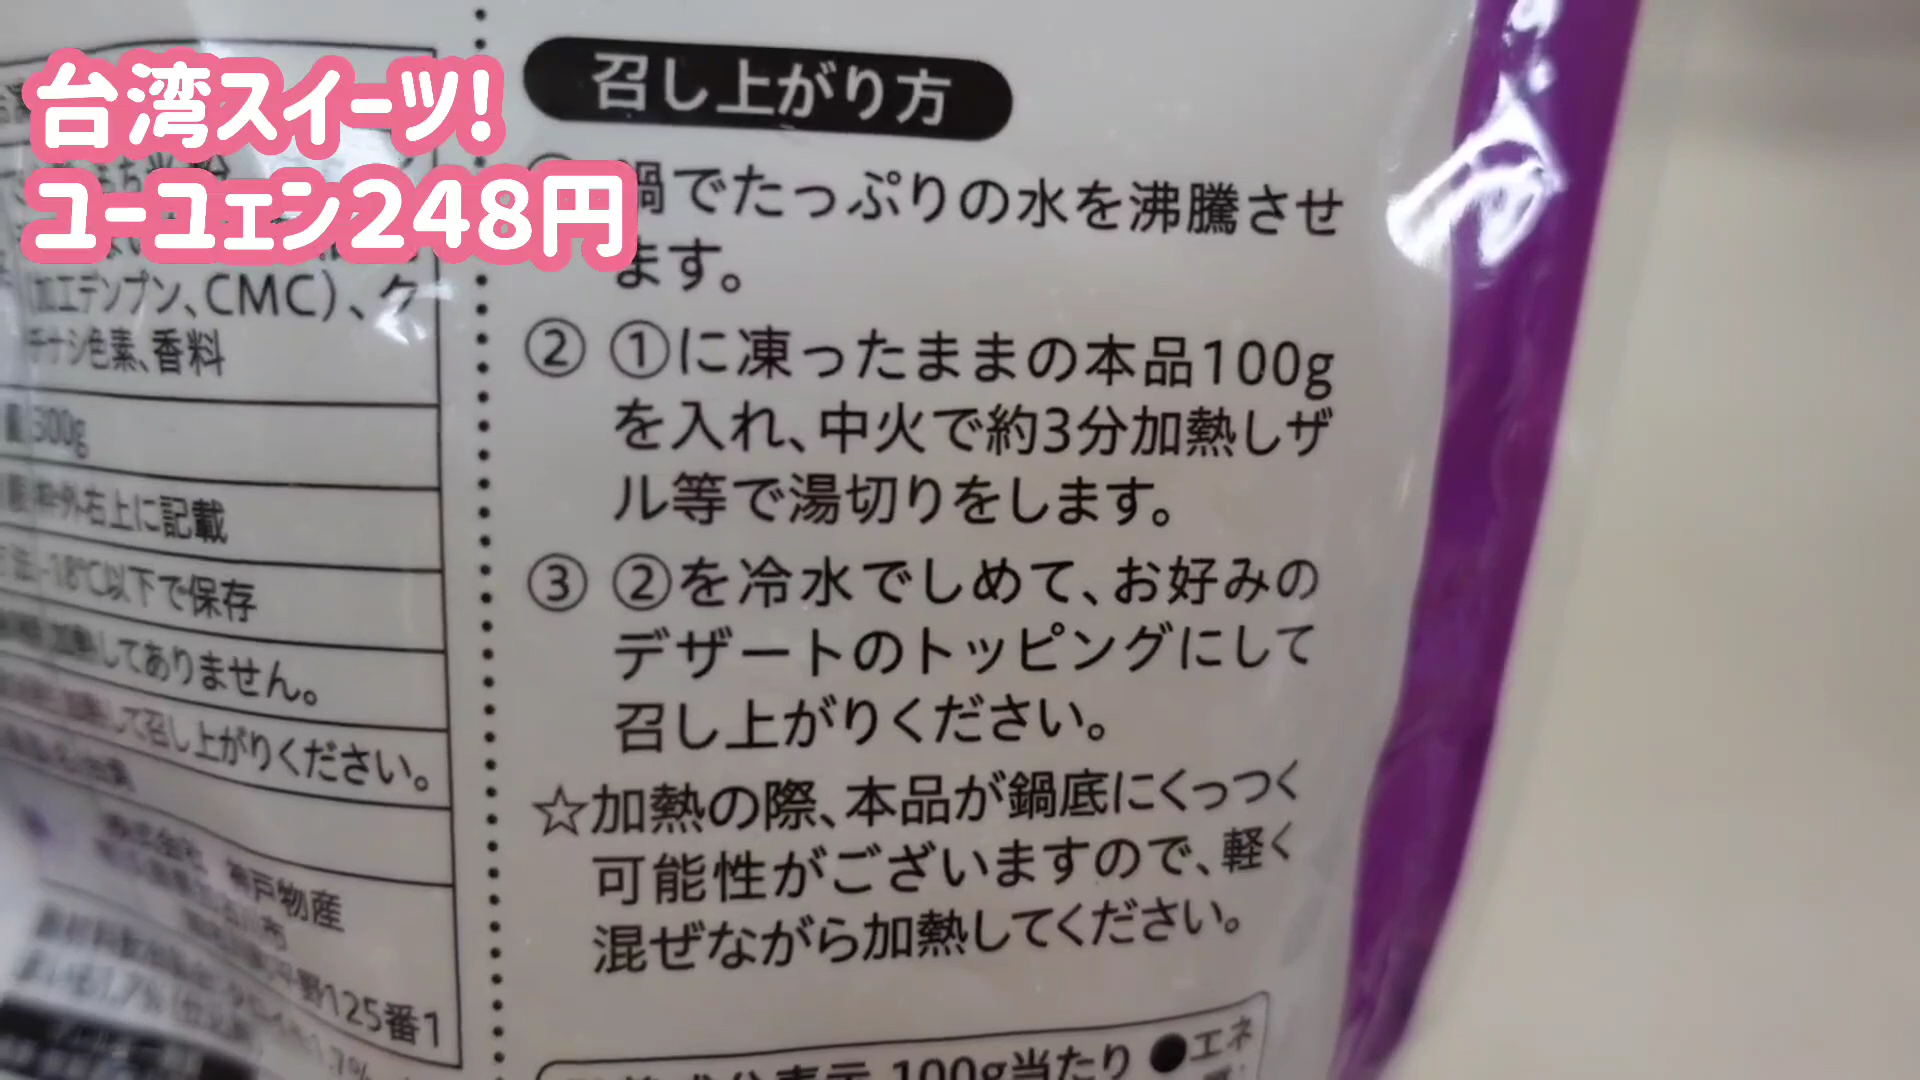 台湾スイーツ!
ユーユェン248円
(加工デンプン、CMC)、ク
チナシ色素、香料
300g
枠外右上に記載
-18℃以下で保存
加熱してありません。
加熱して召し上がりください。
株式会社 神戸物産
125番1
召し上がり方
鍋でたっぷりの水を沸騰させ
ます。
② ①に凍ったままの本品100g
を入れ、中火で約3分加熱しザ
ル等で湯切りをします。
③ ②を冷水でしめて、お好みの
デザートのトッピングにして
召し上がりください。
☆加熱の際、本品が鍋底にくっつく
可能性がございますので、軽く
混ぜながら加熱してください。
100g当たり ●エネ